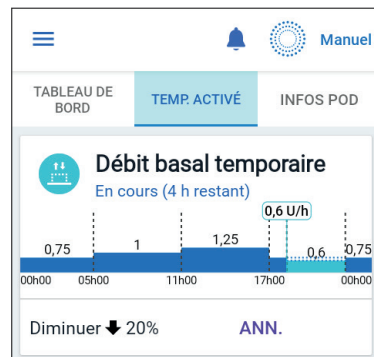 Manuel
TABLEAU DE
BORD
TEMP. ACTIVÉ
INFOS POD
Débit basal temporaire
En cours (4 h restant)
0,6 U/h
0,75 1 1,25 0,6 0,75
00h00 05h00 11h00 17h00 00h00
Diminuer 20% ANN.